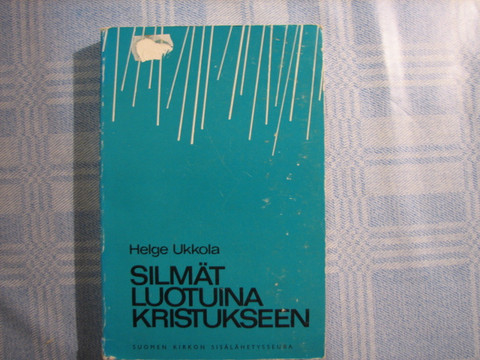 Helge Ukkola
SILMÄT
LUOTUINA
KRISTUKSEEN
SUOMEN KIRKON SISÄLÄHETYSSEURA